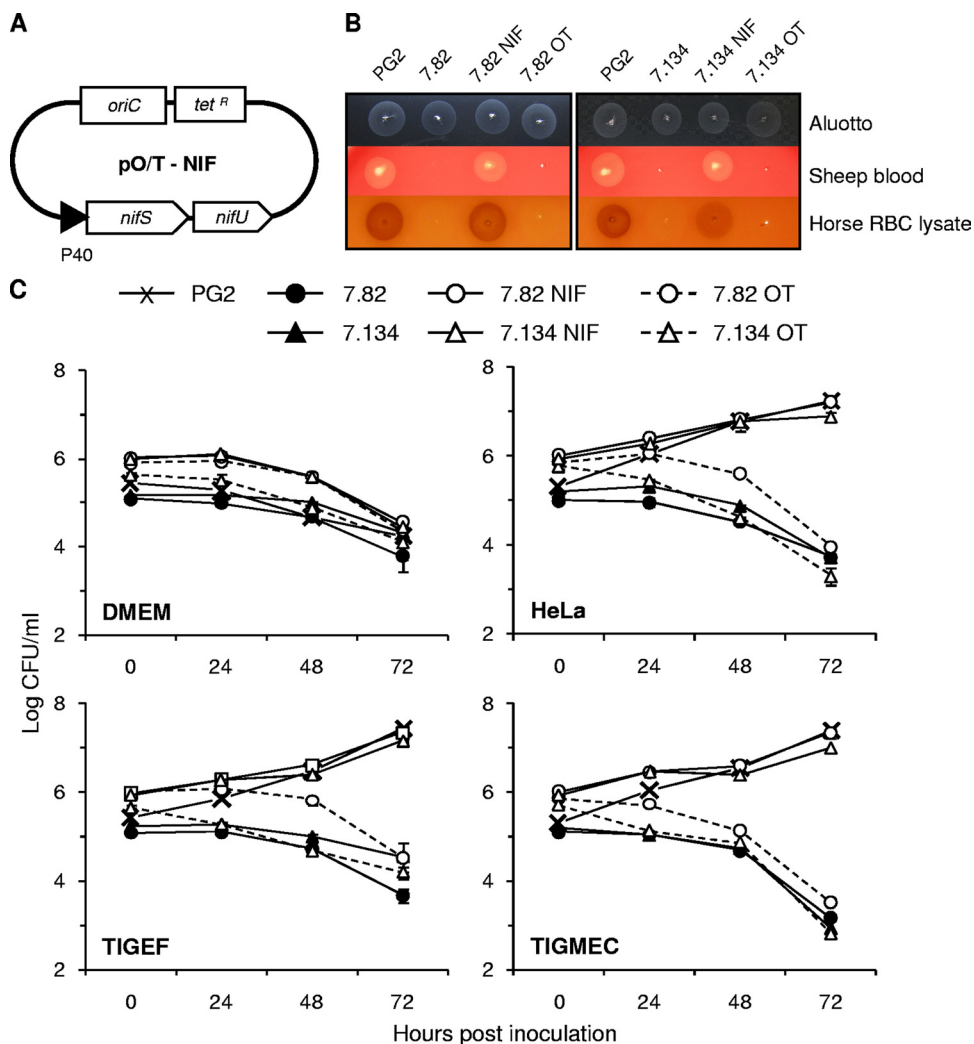 A
oriC
tet R
pO/T - NIF
nifS
nifU
P40
B
PG2 7.82 7.82 NIF 7.82 OT PG2 7.134 7.134 NIF 7.134 OT
Aluotto
Sheep blood
Horse RBC lysate
C
PG2 7.82 7.82 NIF 7.82 OT
7.134 7.134 NIF 7.134 OT
Log CFU/ml
8
6
4
2
DMEM
0 24 48 72
8
6
4
2
HeLa
0 24 48 72
8
6
4
2
TIGEF
0 24 48 72
8
6
4
2
TIGMEC
0 24 48 72
Hours post inoculation